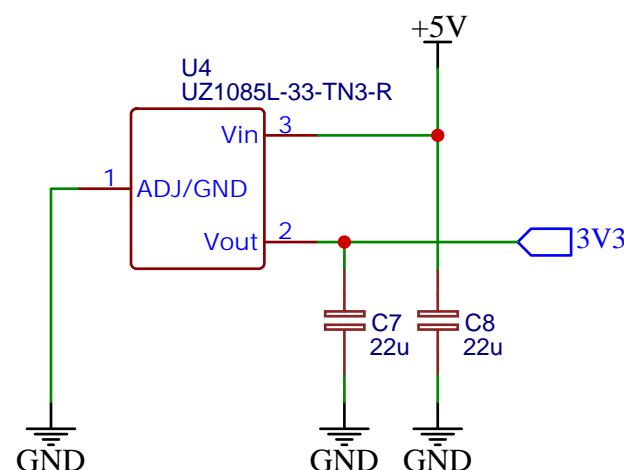 +5V
U4
UZ1085L-33-TN3-R
Vin 3
1 ADJ/GND
Vout 2
3V3
C7 C8
22u 22u
GND GND GND